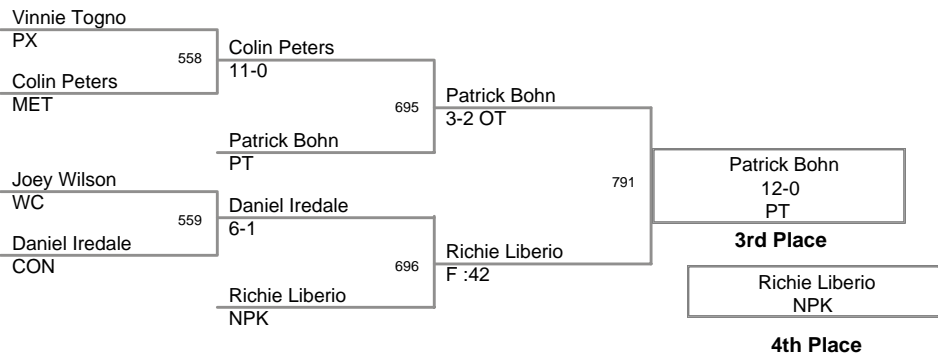 Vinnie Togno
PX
558
Colin Peters
MET
Colin Peters
11-0
695
Patrick Bohn
PT
Patrick Bohn
3-2 OT
Joey Wilson
WC
559
Daniel Iredale
CON
Daniel Iredale
6-1
696
Richie Liberio
NPK
Richie Liberio
F :42
791
Patrick Bohn
12-0
PT
3rd Place
Richie Liberio
NPK
4th Place